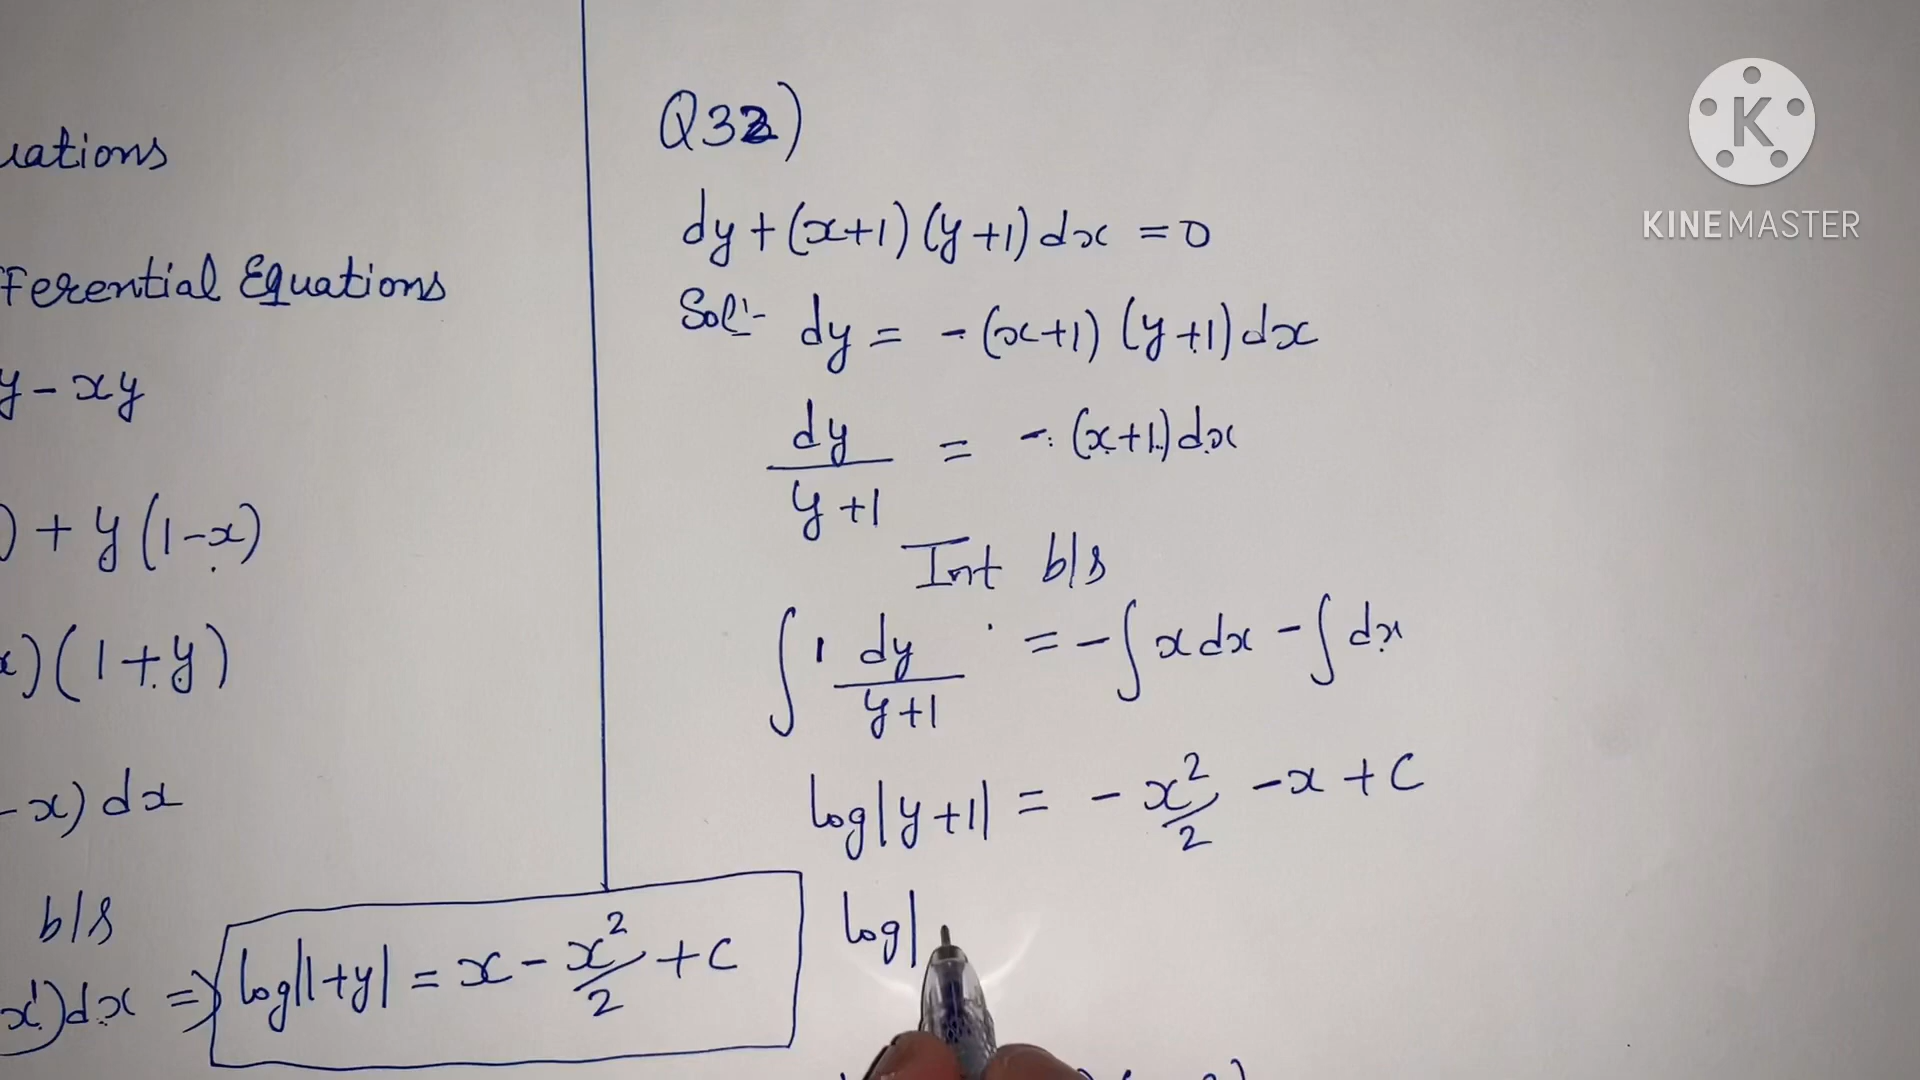 uations
fferential Equations
y - xy
) + y (1-x)
x) (1+y)
-x) dx
b/s
x)dx => log|1+y| = x - x²/2 + c
Q32)
dy + (x+1) (y+1) dx = 0
Sol:- dy = - (x+1) (y+1) dx
dy/y+1 = - (x+1) dx
Int b/s
∫ 1 dy/y+1 = - ∫ x dx - ∫ dx
log|y+1| = - x²/2 - x + C
log|
K
KINEMASTER